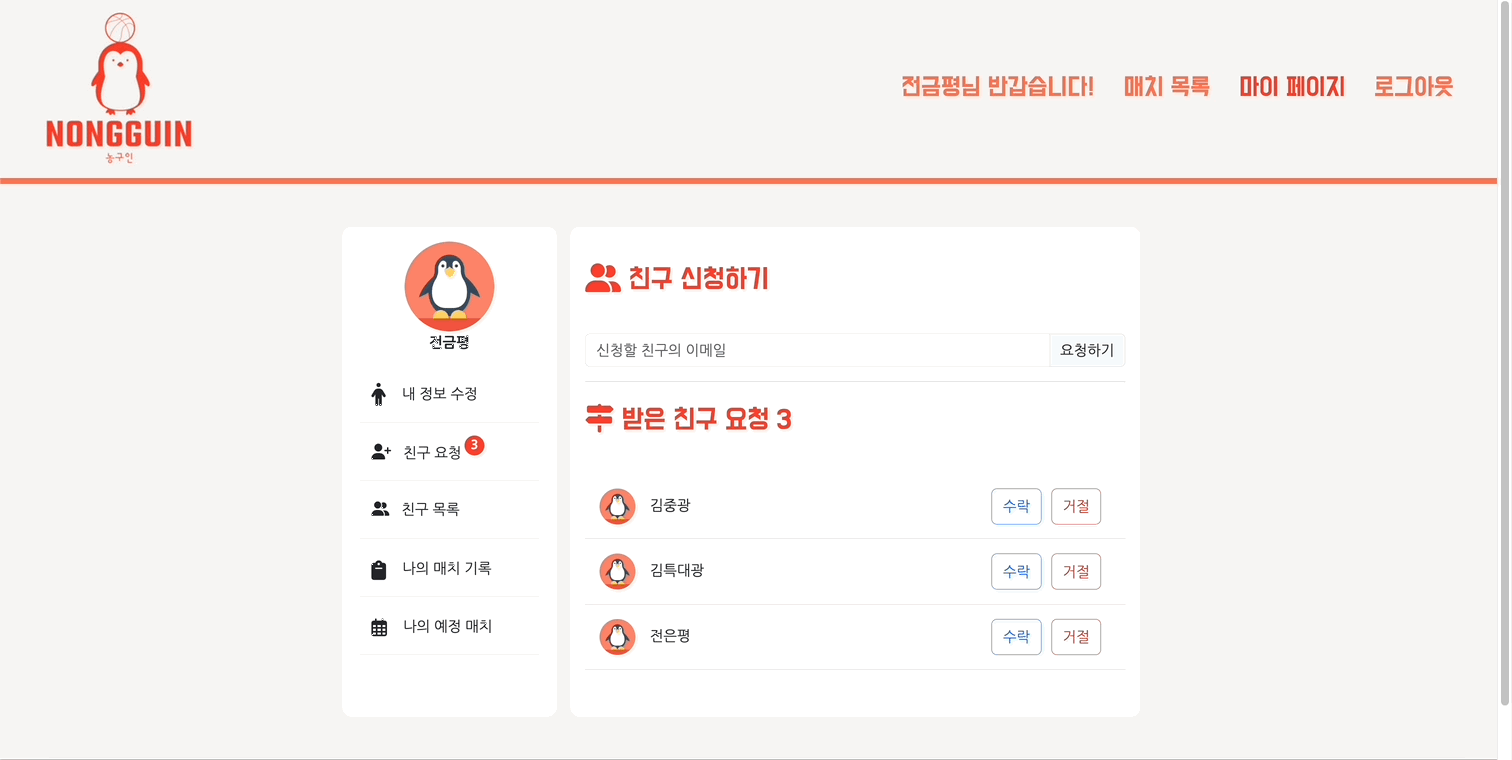 NONGGUIN
농구인
전금평님 반갑습니다! 매치 목록 마이 페이지 로그아웃
전금평
내 정보 수정
친구 요청 3
친구 목록
나의 매치 기록
나의 예정 매치
친구 신청하기
신청할 친구의 이메일 요청하기
받은 친구 요청 3
김중광 수락 거절
김특대광 수락 거절
전은평 수락 거절